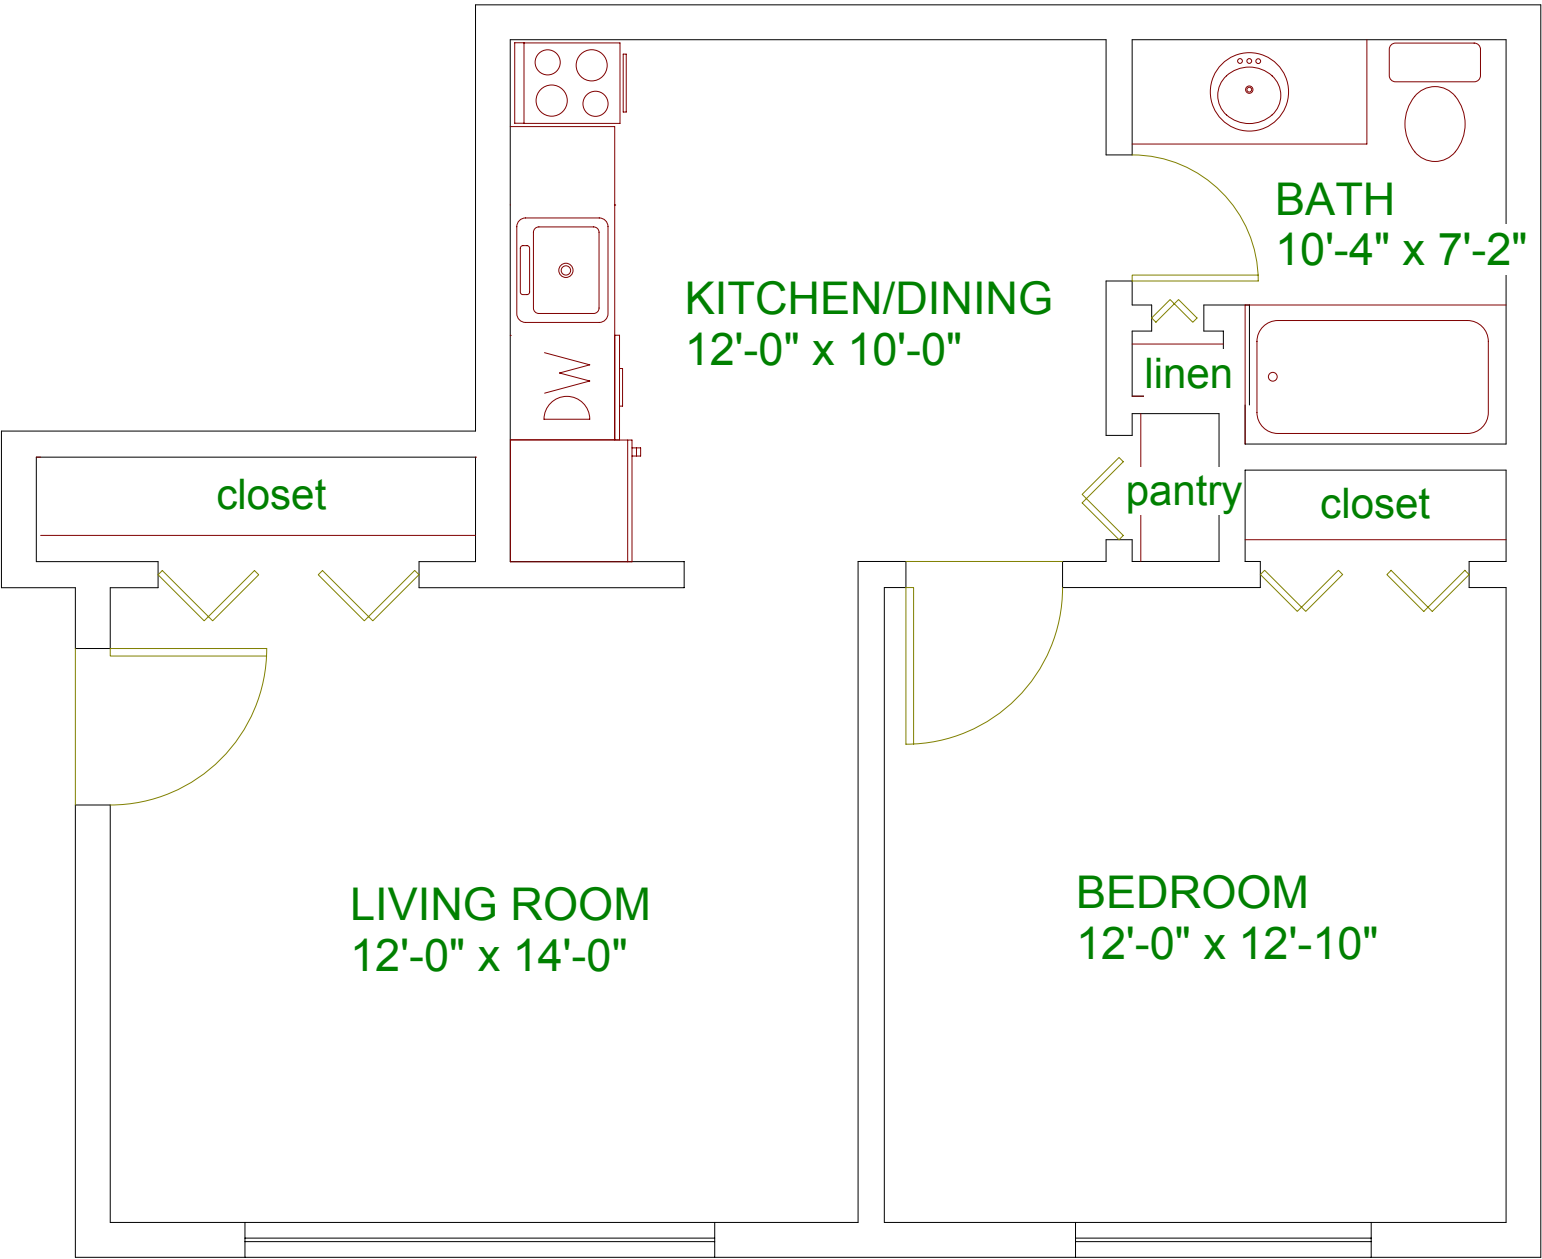 BATH
10'-4" x 7'-2"
KITCHEN/DINING
12'-0" x 10'-0"
linen
DW
closet
pantry
closet
LIVING ROOM
12'-0" x 14'-0"
BEDROOM
12'-0" x 12'-10"